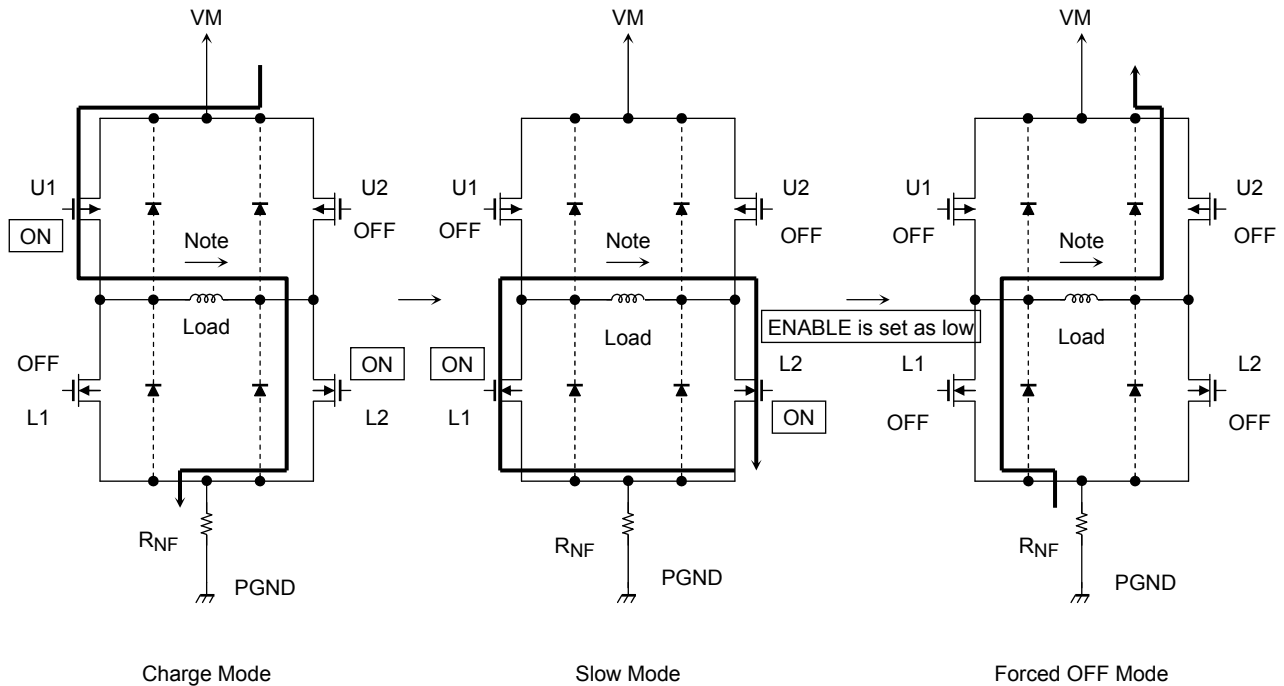 VM
U1
ON
U2
OFF
Note
Load
OFF
L1
ON
L2
RNF
PGND
Charge Mode
VM
U1
OFF
U2
OFF
Note
Load
ON
L1
L2
ON
RNF
PGND
Slow Mode
ENABLE is set as low
VM
U1
OFF
U2
OFF
Note
Load
L1
OFF
L2
OFF
RNF
PGND
Forced OFF Mode